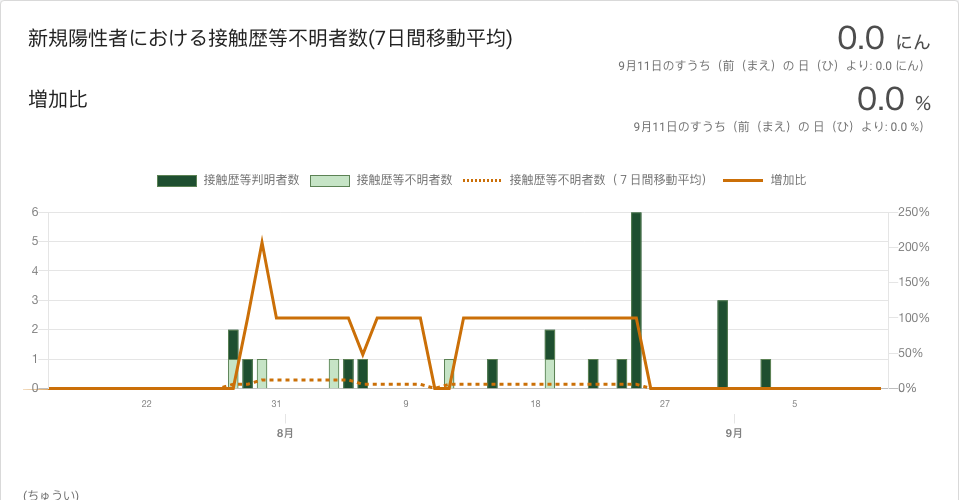 新規陽性者における接触歴等不明者数(7日間移動平均)
0.0 にん
9月11日のすうち（前（まえ）の 日（ひ）より: 0.0 にん）
増加比
0.0 %
9月11日のすうち（前（まえ）の 日（ひ）より: 0.0 %）
接触歴等判明者数 接触歴等不明者数 接触歴等不明者数（７日間移動平均） 増加比
6 250%
5 200%
4 150%
3 100%
2 50%
1 0%
0
22 31 9 18 27 5
8月 9月
(ちゅうい)